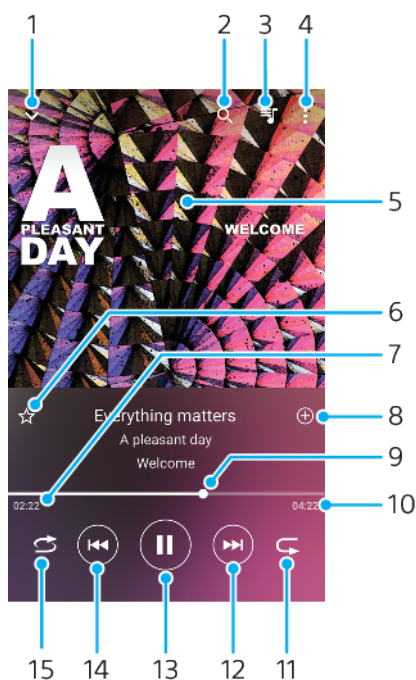 1 2 3 4
A
PLEASANT
DAY
WELCOME
5
6
7
Everything matters
8
A pleasant day
Welcome
9
02:22
04:22
10
15 14 13 12 11